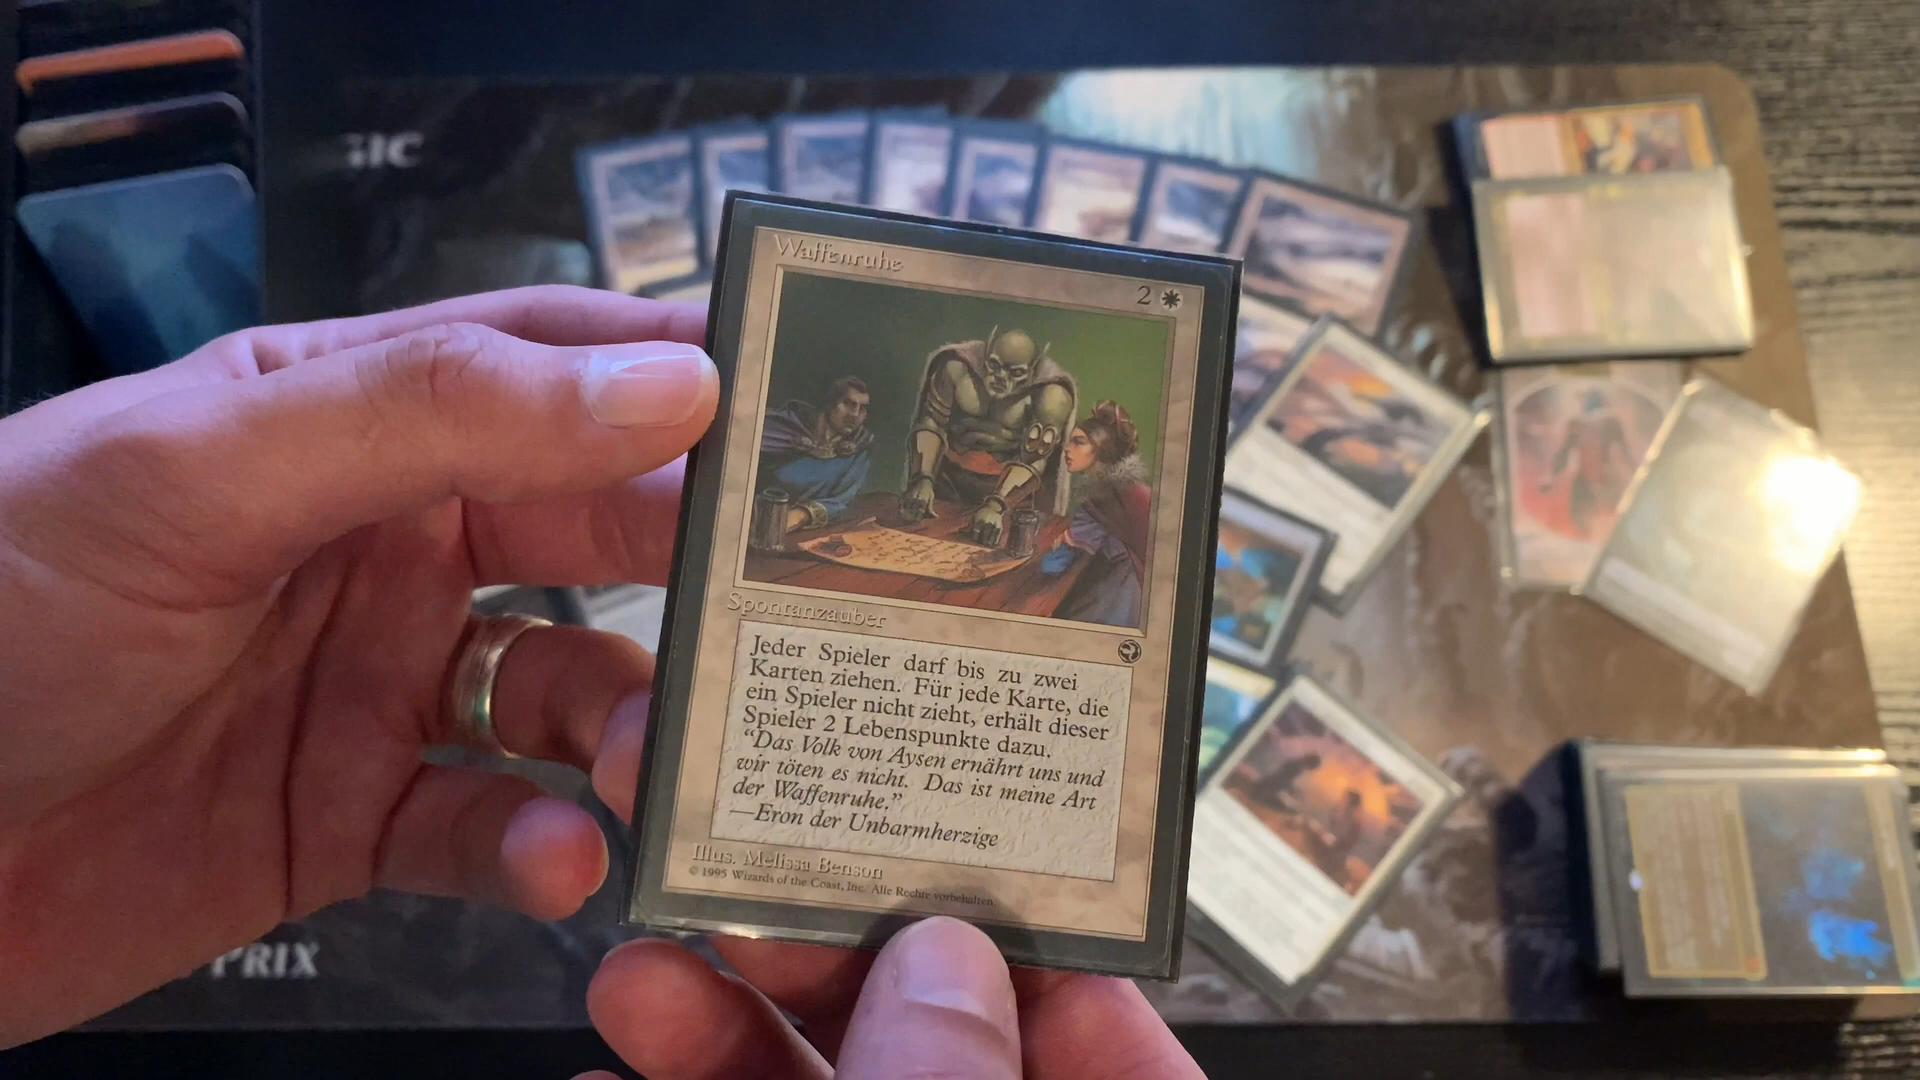 Waffenruhe
2
Spontanzauber
Jeder Spieler darf bis zu zwei
Karten ziehen. Für jede Karte, die
ein Spieler nicht zieht, erhält dieser
Spieler 2 Lebenspunkte dazu.
“Das Volk von Aysen ernährt uns und
wir töten es nicht. Das ist meine Art
der Waffenruhe.”
—Eron der Unbarmherzige
Illus. Melissa Benson
© 1995 Wizards of the Coast, Inc. Alle Rechte vorbehalten.
PRIX